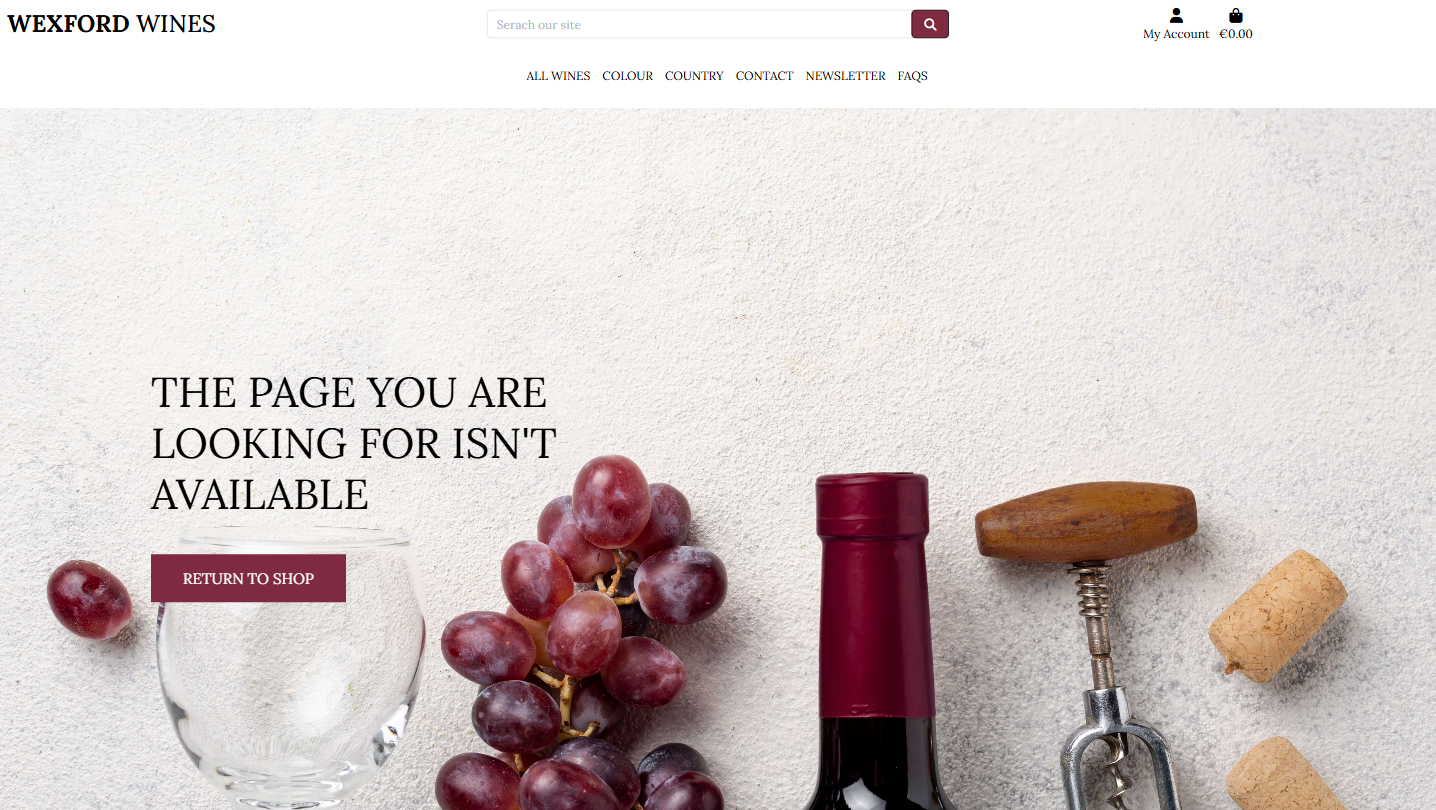 WEXFORD WINES
Serach our site
My Account €0.00
ALL WINES COLOUR COUNTRY CONTACT NEWSLETTER FAQS
THE PAGE YOU ARE
LOOKING FOR ISN'T
AVAILABLE
RETURN TO SHOP